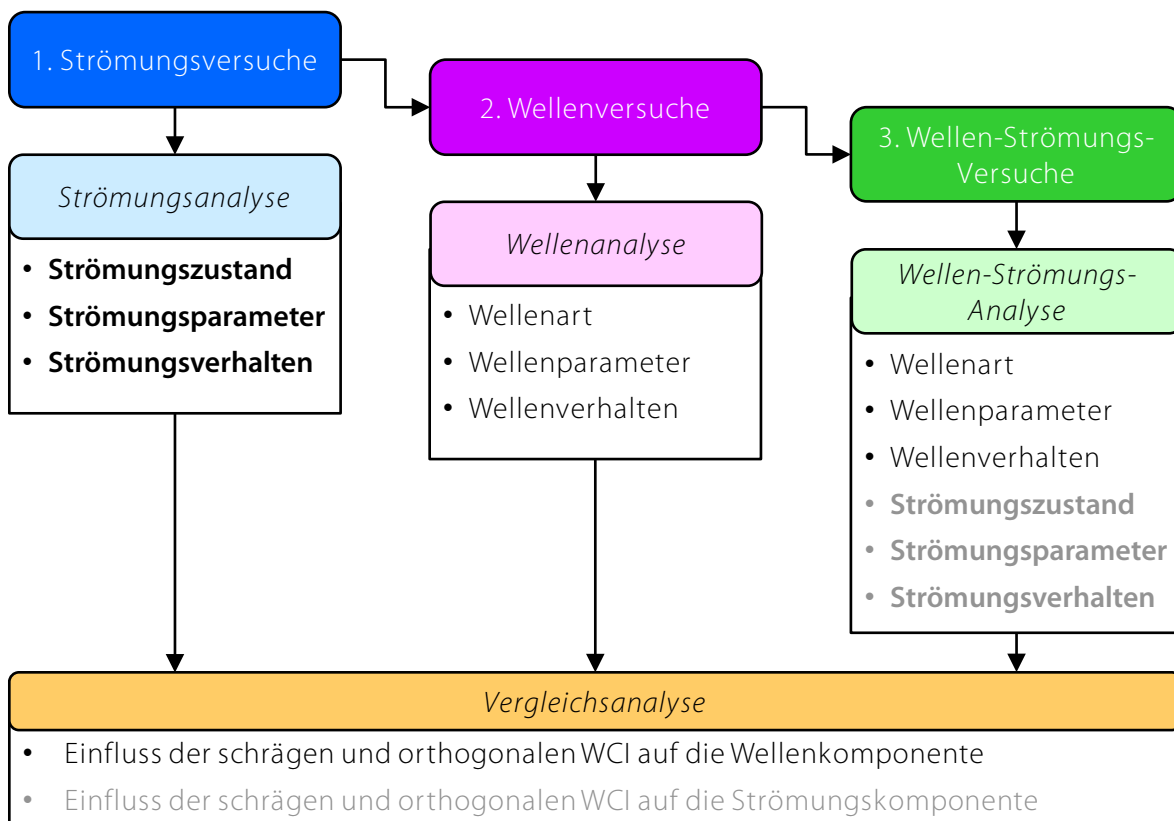 1. Strömungsversuche
Strömungsanalyse
• Strömungszustand
• Strömungsparameter
• Strömungsverhalten
2. Wellenversuche
Wellenanalyse
• Wellenart
• Wellenparameter
• Wellenverhalten
3. Wellen-Strömungs-
Versuche
Wellen-Strömungs-
Analyse
• Wellenart
• Wellenparameter
• Wellenverhalten
• Strömungszustand
• Strömungsparameter
• Strömungsverhalten
Vergleichsanalyse
• Einfluss der schrägen und orthogonalen WCI auf die Wellenkomponente
• Einfluss der schrägen und orthogonalen WCI auf die Strömungskomponente